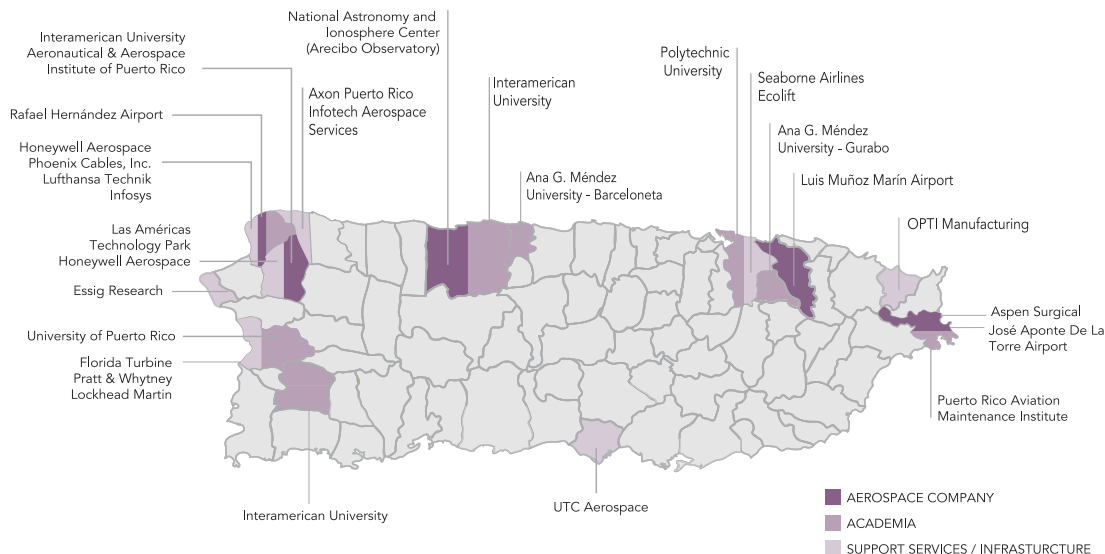 National Astronomy and
Ionosphere Center
(Arecibo Observatory)
Interamerican University
Aeronautical & Aerospace
Institute of Puerto Rico
Polytechnic
University
Seaborne Airlines
Ecolift
Interamerican
University
Axon Puerto Rico
Infotech Aerospace
Services
Rafael Hernández Airport
Ana G. Méndez
University - Gurabo
Honeywell Aerospace
Phoenix Cables, Inc.
Lufthansa Technik
Infosys
Ana G. Méndez
University - Barceloneta
Luis Muñoz Marín Airport
OPTI Manufacturing
Las Américas
Technology Park
Honeywell Aerospace
Essig Research
Aspen Surgical
José Aponte De La
Torre Airport
University of Puerto Rico
Florida Turbine
Pratt & Whytney
Lockhead Martin
Puerto Rico Aviation
Maintenance Institute
Interamerican University
UTC Aerospace
AEROSPACE COMPANY
ACADEMIA
SUPPORT SERVICES / INFRASTURCTURE